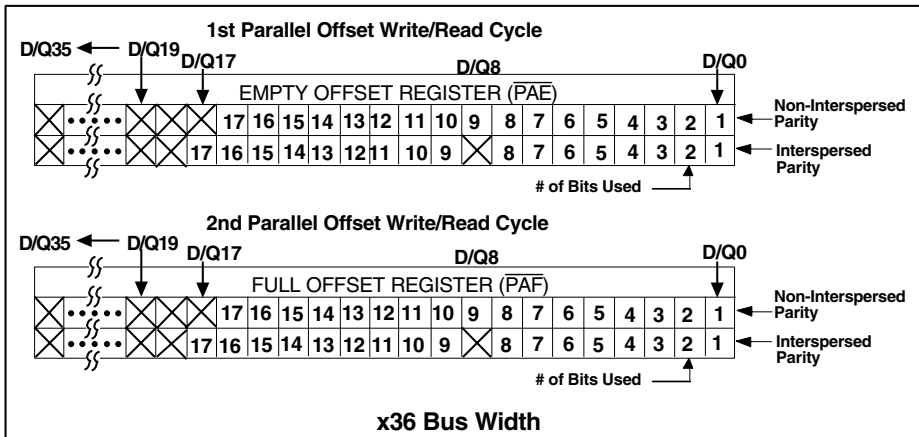 1st Parallel Offset Write/Read Cycle
D/Q35 D/Q19
D/Q17 D/Q8 D/Q0
EMPTY OFFSET REGISTER (PAE)
17 16 15 14 13 12 11 10 9 8 7 6 5 4 3 2 1 Non-Interspersed Parity
17 16 15 14 13 12 11 10 9 8 7 6 5 4 3 2 1 Interspersed Parity
# of Bits Used
2nd Parallel Offset Write/Read Cycle
D/Q35 D/Q19
D/Q17 D/Q8 D/Q0
FULL OFFSET REGISTER (PAF)
17 16 15 14 13 12 11 10 9 8 7 6 5 4 3 2 1 Non-Interspersed Parity
17 16 15 14 13 12 11 10 9 8 7 6 5 4 3 2 1 Interspersed Parity
# of Bits Used
x36 Bus Width